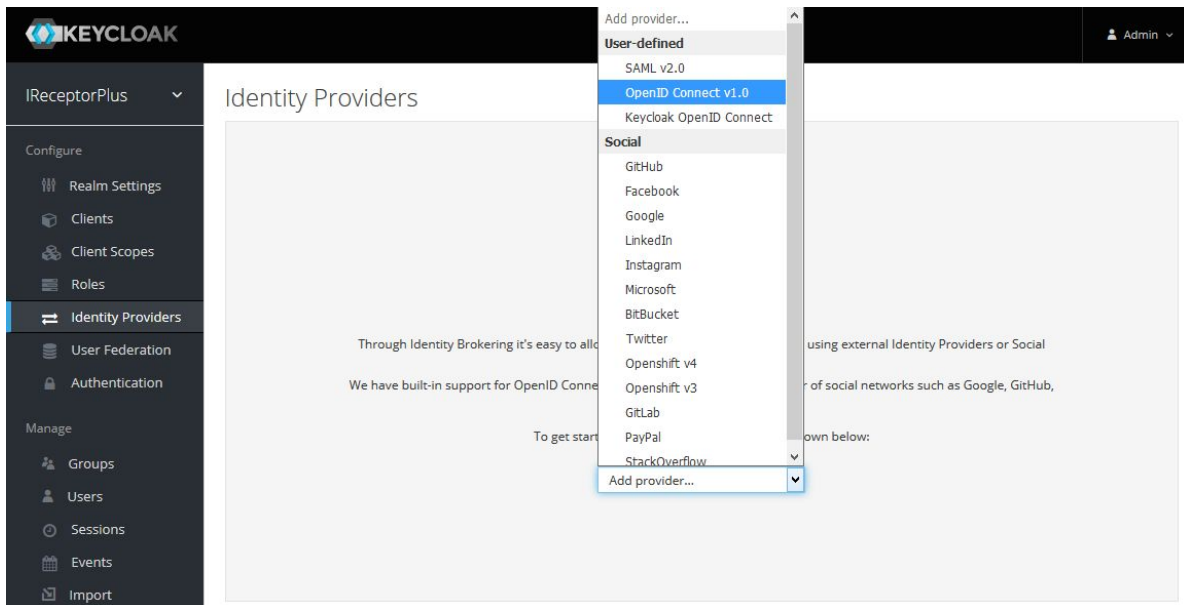 KEYCLOAK
Admin
IReceptorPlus
Configure
Realm Settings
Clients
Client Scopes
Roles
Identity Providers
User Federation
Authentication
Manage
Groups
Users
Sessions
Events
Import
Identity Providers
Add provider...
User-defined
SAML v2.0
OpenID Connect v1.0
Keycloak OpenID Connect
Social
GitHub
Facebook
Google
LinkedIn
Instagram
Microsoft
BitBucket
Twitter
Openshift v4
Openshift v3
GitLab
PayPal
StackOverflow
Add provider...
Through Identity Brokering it's easy to allo using external Identity Providers or Social
We have built-in support for OpenID Conne r of social networks such as Google, GitHub,
To get start own below: